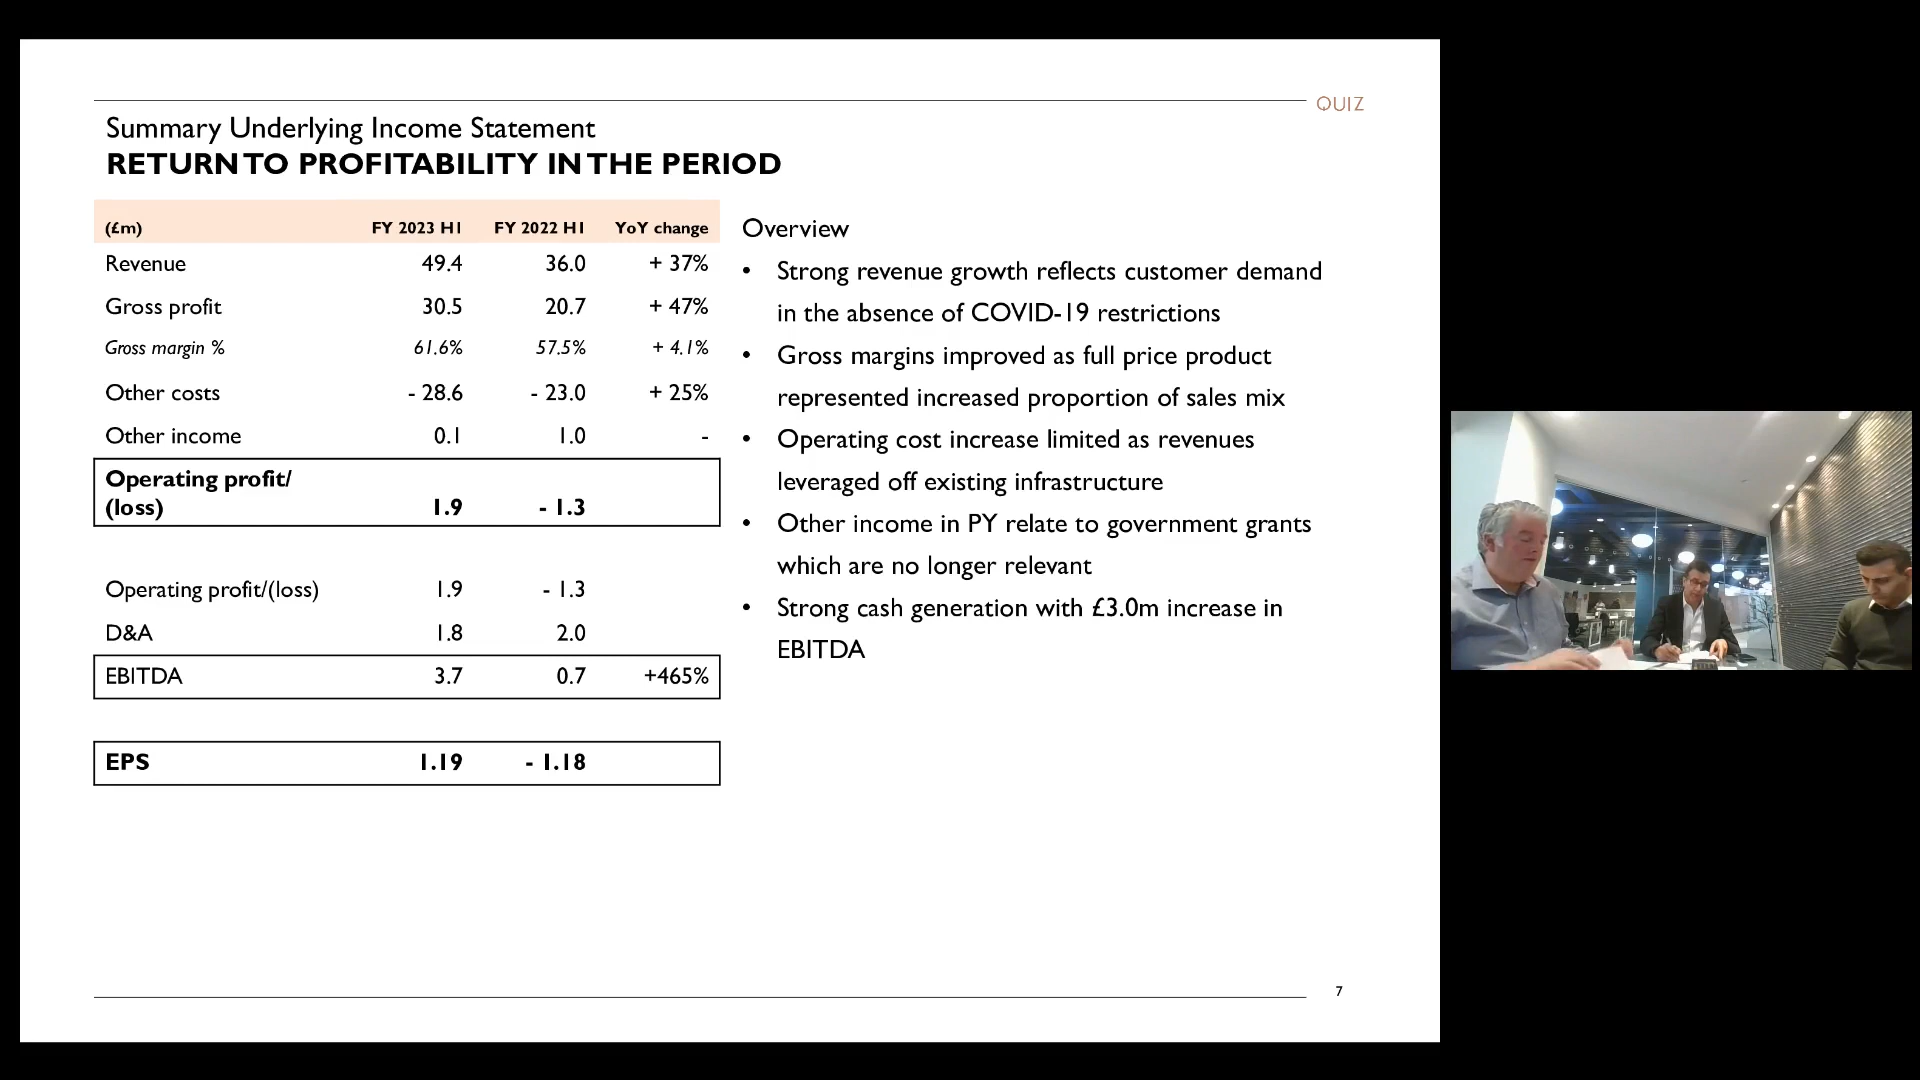 QUIZ
Summary Underlying Income Statement
RETURN TO PROFITABILITY IN THE PERIOD
(£m) FY 2023 H1 FY 2022 H1 YoY change
Revenue 49.4 36.0 + 37%
Gross profit 30.5 20.7 + 47%
Gross margin % 61.6% 57.5% + 4.1%
Other costs - 28.6 - 23.0 + 25%
Other income 0.1 1.0 -
Operating profit/
(loss) 1.9 - 1.3
Operating profit/(loss) 1.9 - 1.3
D&A 1.8 2.0
EBITDA 3.7 0.7 +465%
EPS 1.19 - 1.18
Overview
• Strong revenue growth reflects customer demand
in the absence of COVID-19 restrictions
• Gross margins improved as full price product
represented increased proportion of sales mix
• Operating cost increase limited as revenues
leveraged off existing infrastructure
• Other income in PY relate to government grants
which are no longer relevant
• Strong cash generation with £3.0m increase in
EBITDA
7